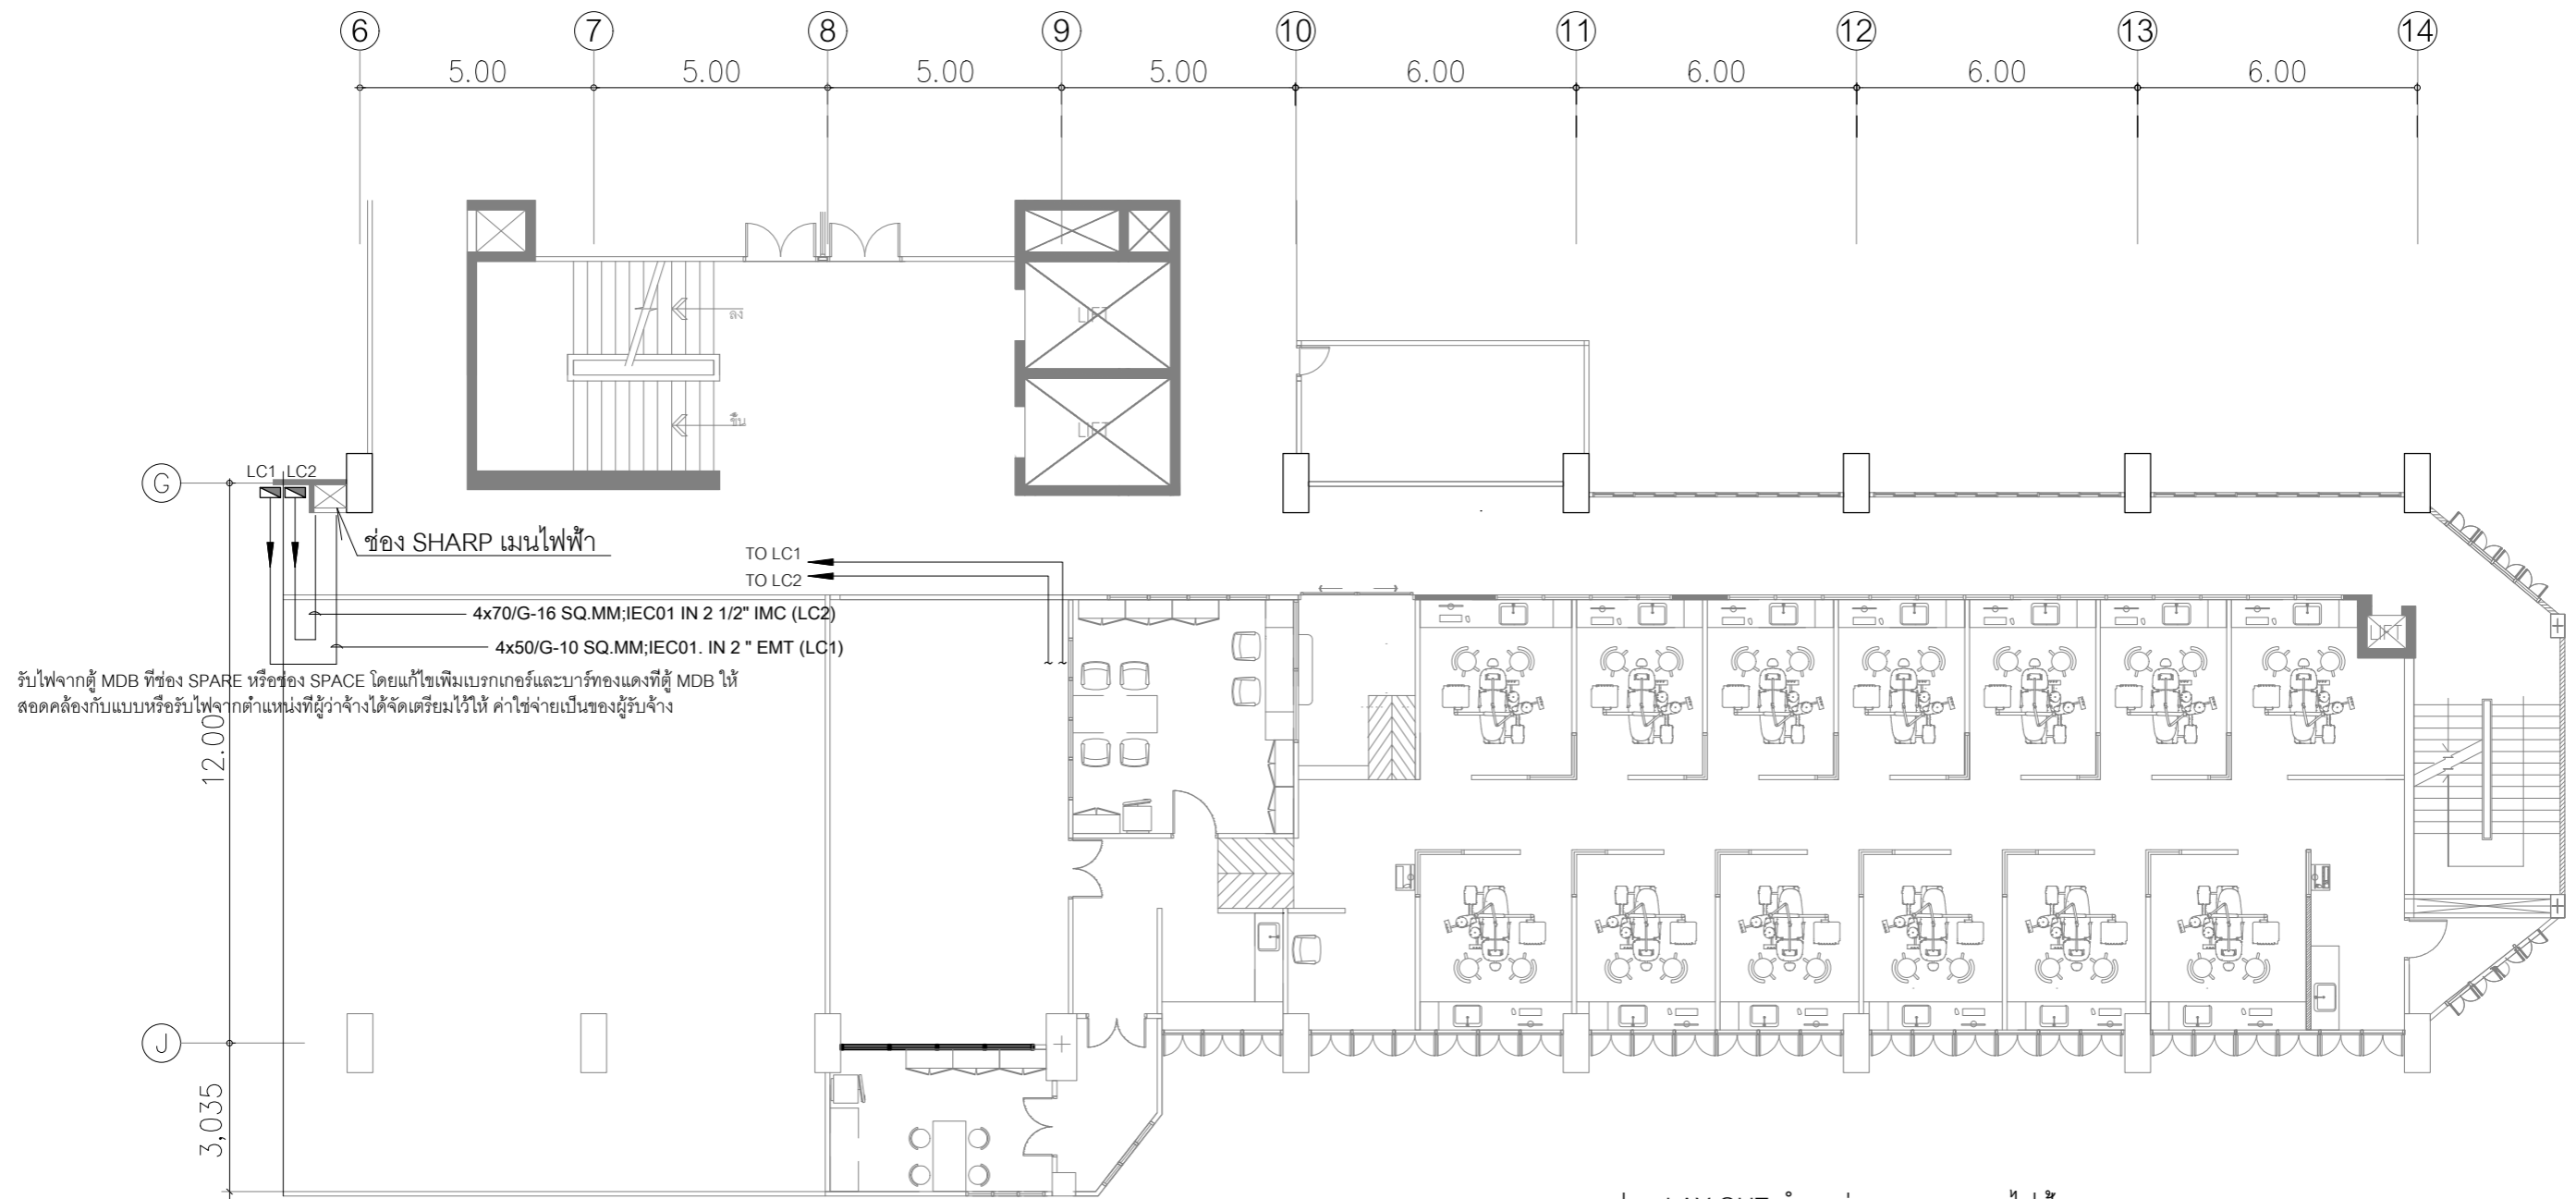 6 7 8 9 10 11 12 13 14
5.00 5.00 5.00 5.00 6.00 6.00 6.00 6.00
ลง
LIFT
ขึ้น
LIFT
G
LC1 LC2
ช่อง SHARP เมนไฟฟ้า
TO LC1
TO LC2
4x70/G-16 SQ.MM;IEC01 IN 2 1/2" IMC (LC2)
4x50/G-10 SQ.MM;IEC01. IN 2 " EMT (LC1)
LIFT
รับไฟจากตู้ MDB ที่ช่อง SPARE หรือช่อง SPACE โดยแก้ไขเพิ่มเบรกเกอร์และบาร์ทองแดงที่ตู้ MDB ให้
สอดคล้องกับแบบหรือรับไฟจากตำแหน่งที่ผู้ว่าจ้างได้จัดเตรียมไว้ให้ ค่าใช่จ่ายเป็นของผู้รับจ้าง
12.00
J
3,035